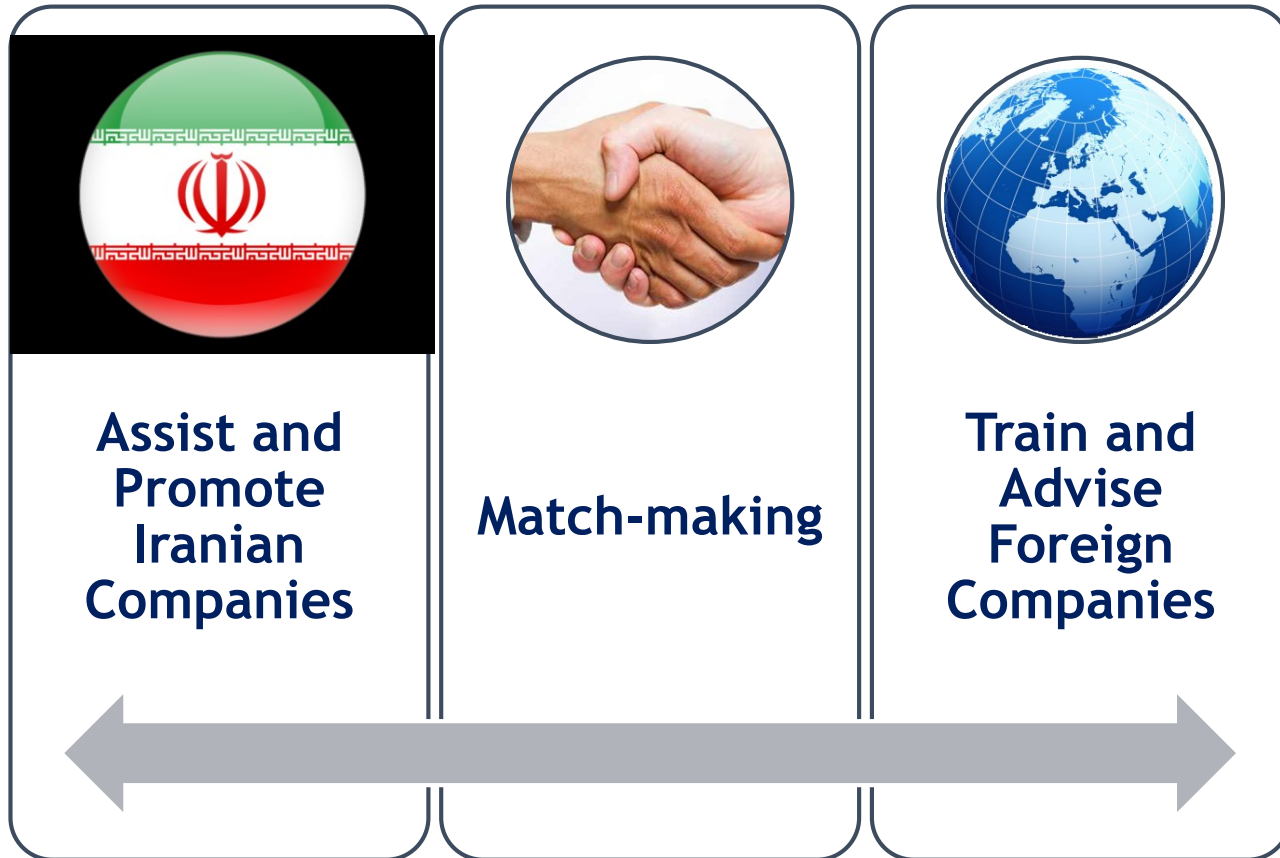 Assist and
Promote
Iranian
Companies
Match-making
Train and
Advise
Foreign
Companies